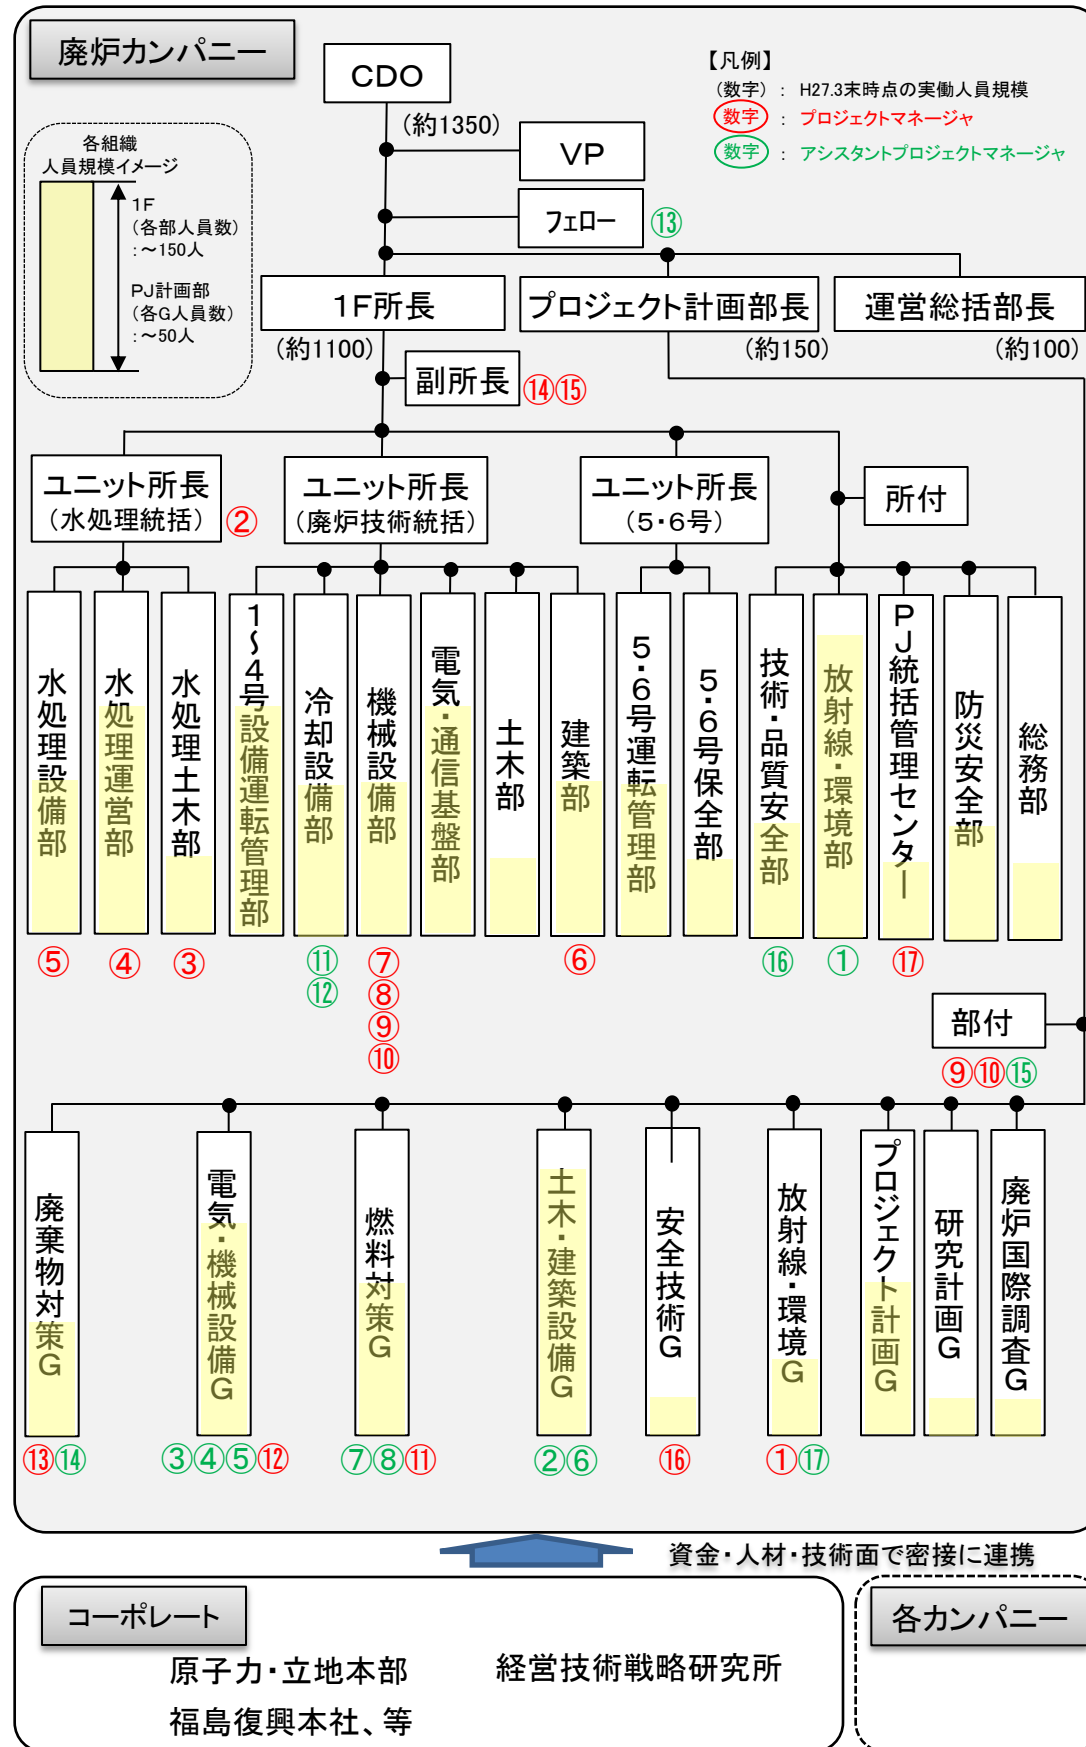 廃炉カンパニー
CDO
【凡例】
(数字) : H27.3末時点の実働人員規模
数字 : プロジェクトマネージャ
数字 : アシスタントプロジェクトマネージャ
(約1350)
VP
フェロー
⑬
各組織
人員規模イメージ
1F
(各部人員数)
:～150人
PJ計画部
(各G人員数)
:～50人
1F所長
(約1100)
プロジェクト計画部長
(約150)
運営総括部長
(約100)
副所長
⑭⑮
ユニット所長
(水処理統括)
②
ユニット所長
(廃炉技術統括)
ユニット所長
(5・6号)
所付
水処理設備部
水処理運営部
水処理土木部
1～4号設備運転管理部
冷却設備部
機械設備部
電気・通信基盤部
土木部
建築部
5・6号運転管理部
5・6号保全部
技術・品質安全部
放射線・環境部
PJ統括管理センター
防災安全部
総務部
⑤
④
③
⑪
⑫
⑦
⑧
⑨
⑩
⑥
⑯
①
⑰
部付
⑨⑩⑮
廃棄物対策G
電気・機械設備G
燃料対策G
土木・建築設備G
安全技術G
放射線・環境G
プロジェクト計画G
研究計画G
廃炉国際調査G
⑬⑭
③④⑤⑫
⑦⑧⑪
②⑥
⑯
①⑰
資金・人材・技術面で密接に連携
コーポレート
原子力・立地本部
経営技術戦略研究所
福島復興本社、等
各カンパニー